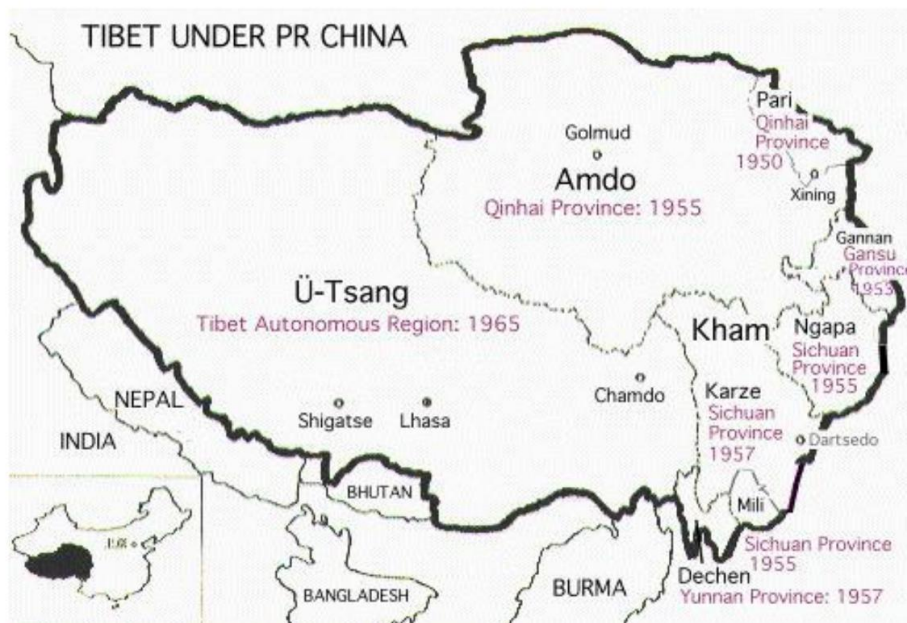 TIBET UNDER PR CHINA
Pari
Qinhai
Province
1950
Golmud
Amdo
Qinhai Province: 1955
Xining
Gannan
Gansu
Province
1953
Ü-Tsang
Tibet Autonomous Region: 1965
Kham
Ngapa
Sichuan
Province
1955
Chamdo
Karze
Sichuan
Province
1957
NEPAL
Shigatse
Lhasa
Dartsedo
INDIA
BHUTAN
Mili
Sichuan Province
1955
Dechen
Yunnan Province: 1957
BANGLADESH
BURMA